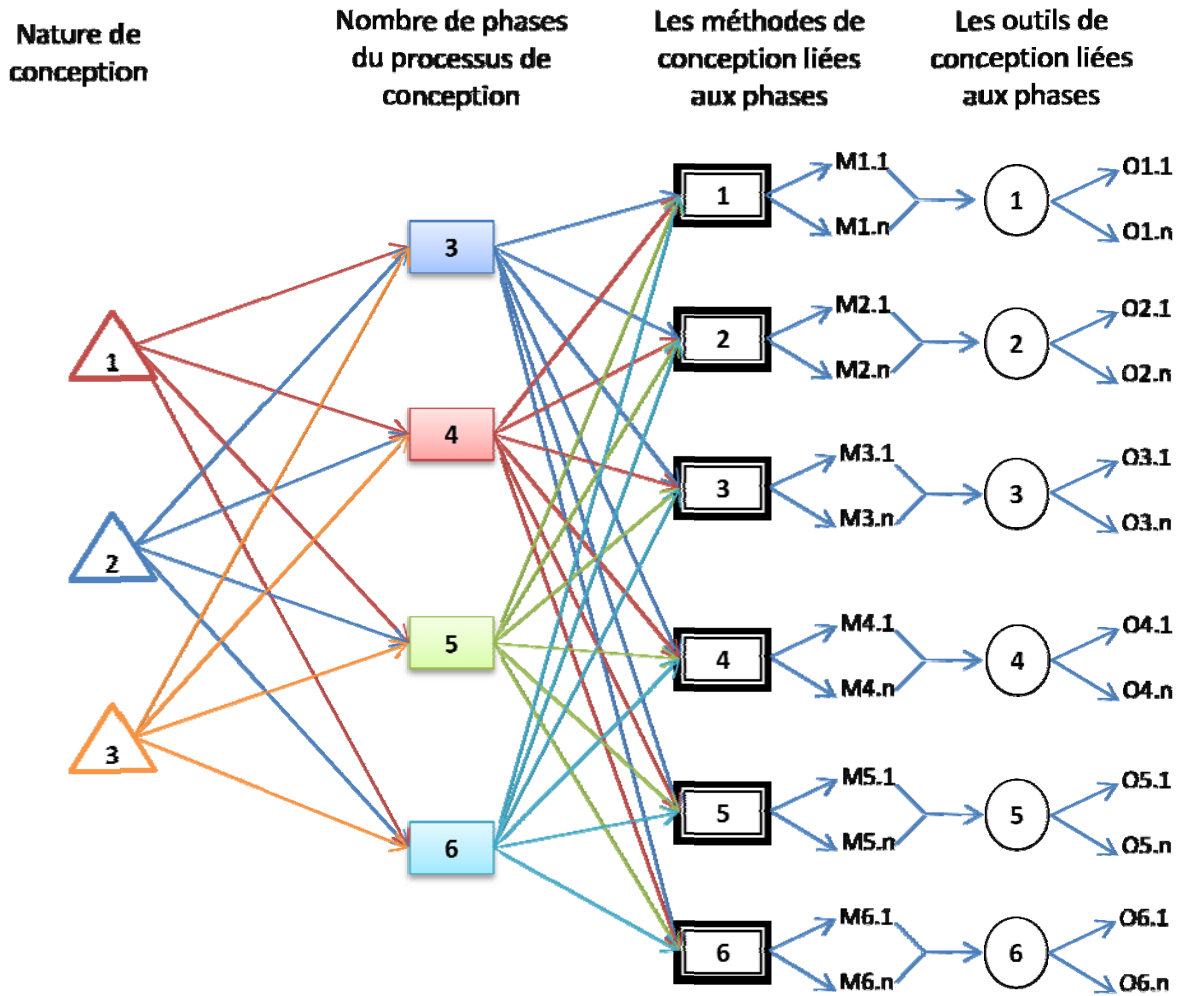 Nature de
conception
Nombre de phases
du processus de
conception
Les méthodes de
conception liées
aux phases
Les outils de
conception liées
aux phases
1
2
3
3
4
5
6
1
M1.1
M1.n
1
O1.1
O1.n
2
M2.1
M2.n
2
O2.1
O2.n
3
M3.1
M3.n
3
O3.1
O3.n
4
M4.1
M4.n
4
O4.1
O4.n
5
M5.1
M5.n
5
O5.1
O5.n
6
M6.1
M6.n
6
O6.1
O6.n